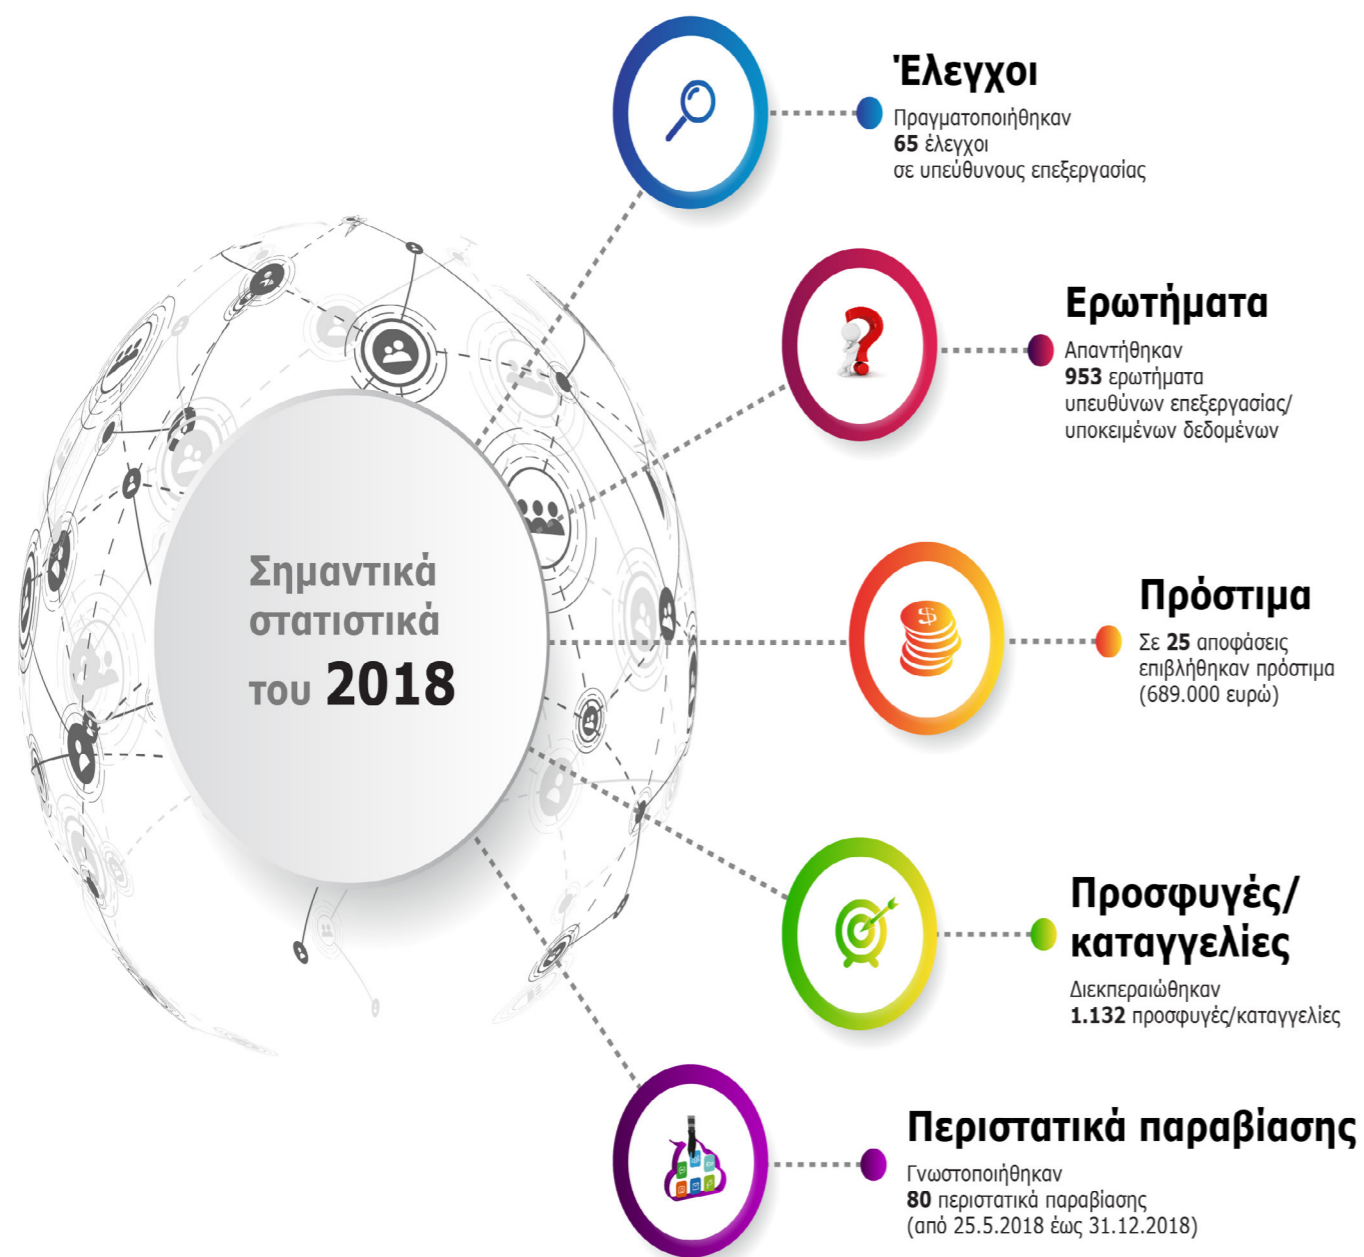 Έλεγχοι
Πραγματοποιήθηκαν
65 έλεγχοι
σε υπεύθυνους επεξεργασίας
Ερωτήματα
Απαντήθηκαν
953 ερωτήματα
υπευθύνων επεξεργασίας/
υποκειμένων δεδομένων
Σημαντικά
στατιστικά
του 2018
Πρόστιμα
Σε 25 αποφάσεις
επιβλήθηκαν πρόστιμα
(689.000 ευρώ)
Προσφυγές/
καταγγελίες
Διεκπεραιώθηκαν
1.132 προσφυγές/καταγγελίες
Περιστατικά παραβίασης
Γνωστοποιήθηκαν
80 περιστατικά παραβίασης
(από 25.5.2018 έως 31.12.2018)